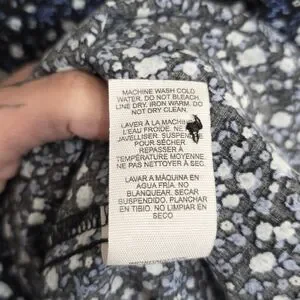 MACHINE WASH COLD
WATER, DO NOT BLEACH,
LINE DRY. IRON WARM. DO
NOT DRY CLEAN.
LAVER À LA MACHINE
L'EAU FROIDE. NE
JAVELLISER. SUSPENDRE
POUR SÉCHER
REPASSER À
TEMPÉRATURE MOYENNE.
NE PAS NETTOYER À SEC.
LAVAR A MÁQUINA EN
AGUA FRÍA. NO
BLANQUEAR. SECAR
SUSPENDIDO. PLANCHAR
EN TIBIO. NO LIMPIAR EN
SECO